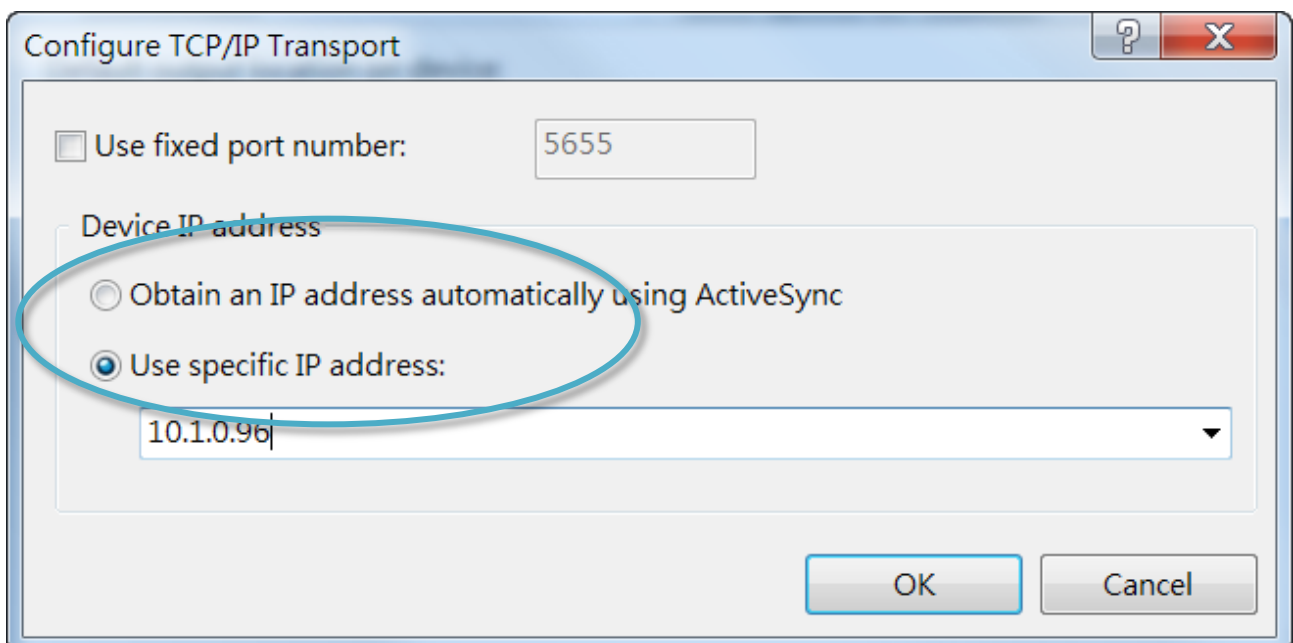 Configure TCP/IP Transport
Use fixed port number: 5655
Device IP address
Obtain an IP address automatically using ActiveSync
Use specific IP address:
10.1.0.96
OK Cancel